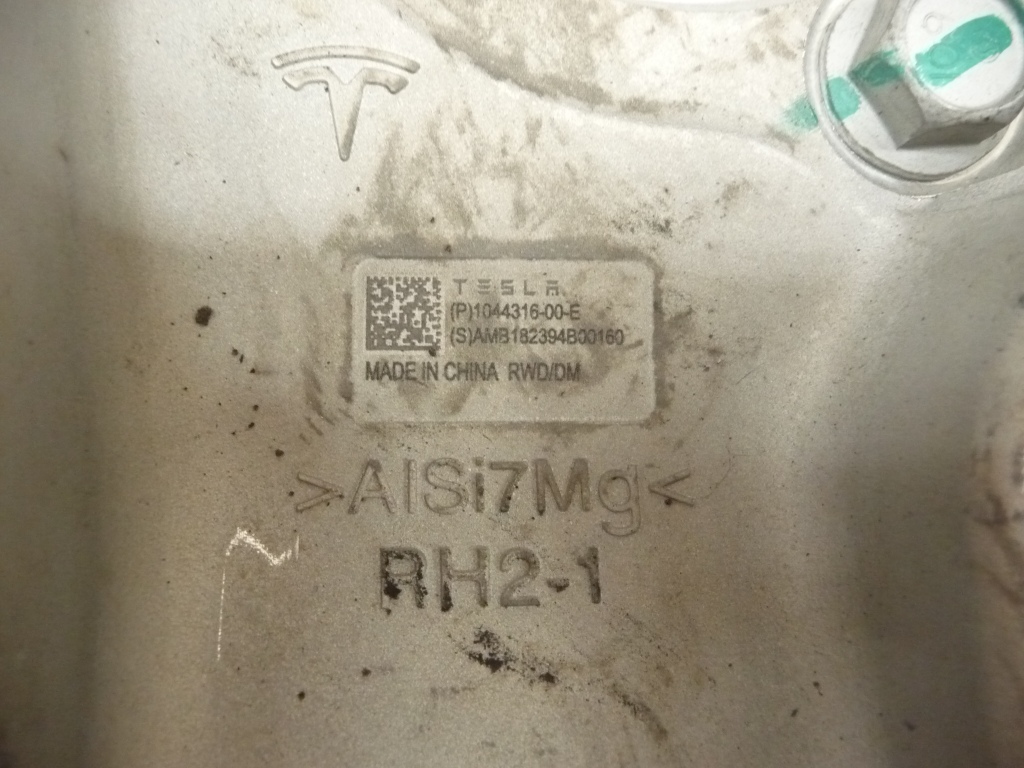 TESLA
(P)1044316-00-E
(S)AMB182394B00160
MADE IN CHINA RWD/DM
>AlSi7Mg<
RH2-1